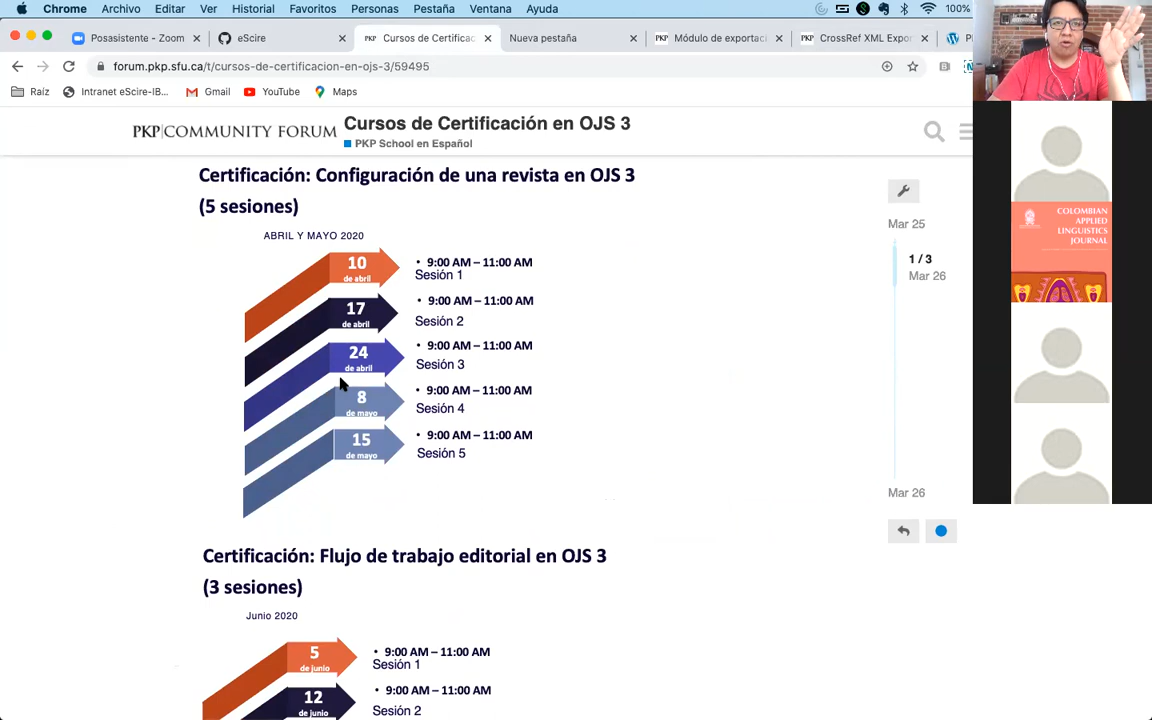 Chrome Archivo Editar Ver Historial Favoritos Personas Pestaña Ventana Ayuda 100%
Posasistente - Zoom eScire Cursos de Certificac Nueva pestaña Módulo de exportaci CrossRef XML Expor
forum.pkp.sfu.ca/t/cursos-de-certificacion-en-ojs-3/59495
Raíz Intranet eScire-IB... Gmail YouTube Maps
PKP|COMMUNITY FORUM
Cursos de Certificación en OJS 3
PKP School en Español
Certificación: Configuración de una revista en OJS 3
(5 sesiones)
ABRIL Y MAYO 2020
10
de abril
• 9:00 AM – 11:00 AM
Sesión 1
17
de abril
• 9:00 AM – 11:00 AM
Sesión 2
24
de abril
• 9:00 AM – 11:00 AM
Sesión 3
8
de mayo
• 9:00 AM – 11:00 AM
Sesión 4
15
de mayo
• 9:00 AM – 11:00 AM
Sesión 5
Certificación: Flujo de trabajo editorial en OJS 3
(3 sesiones)
Junio 2020
5
de junio
• 9:00 AM – 11:00 AM
Sesión 1
12
de junio
• 9:00 AM – 11:00 AM
Sesión 2
Mar 25
1 / 3
Mar 26
Mar 26
COLOMBIAN
APPLIED
LINGUISTICS
JOURNAL